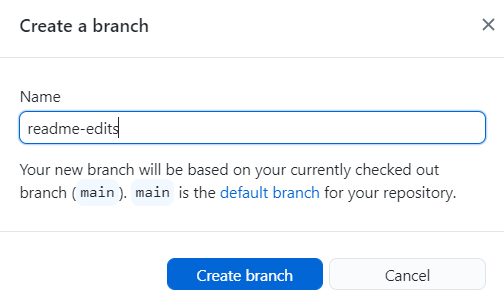 Create a branch
Name
readme-edits
Your new branch will be based on your currently checked out
branch ( main ). main is the default branch for your repository.
Create branch
Cancel